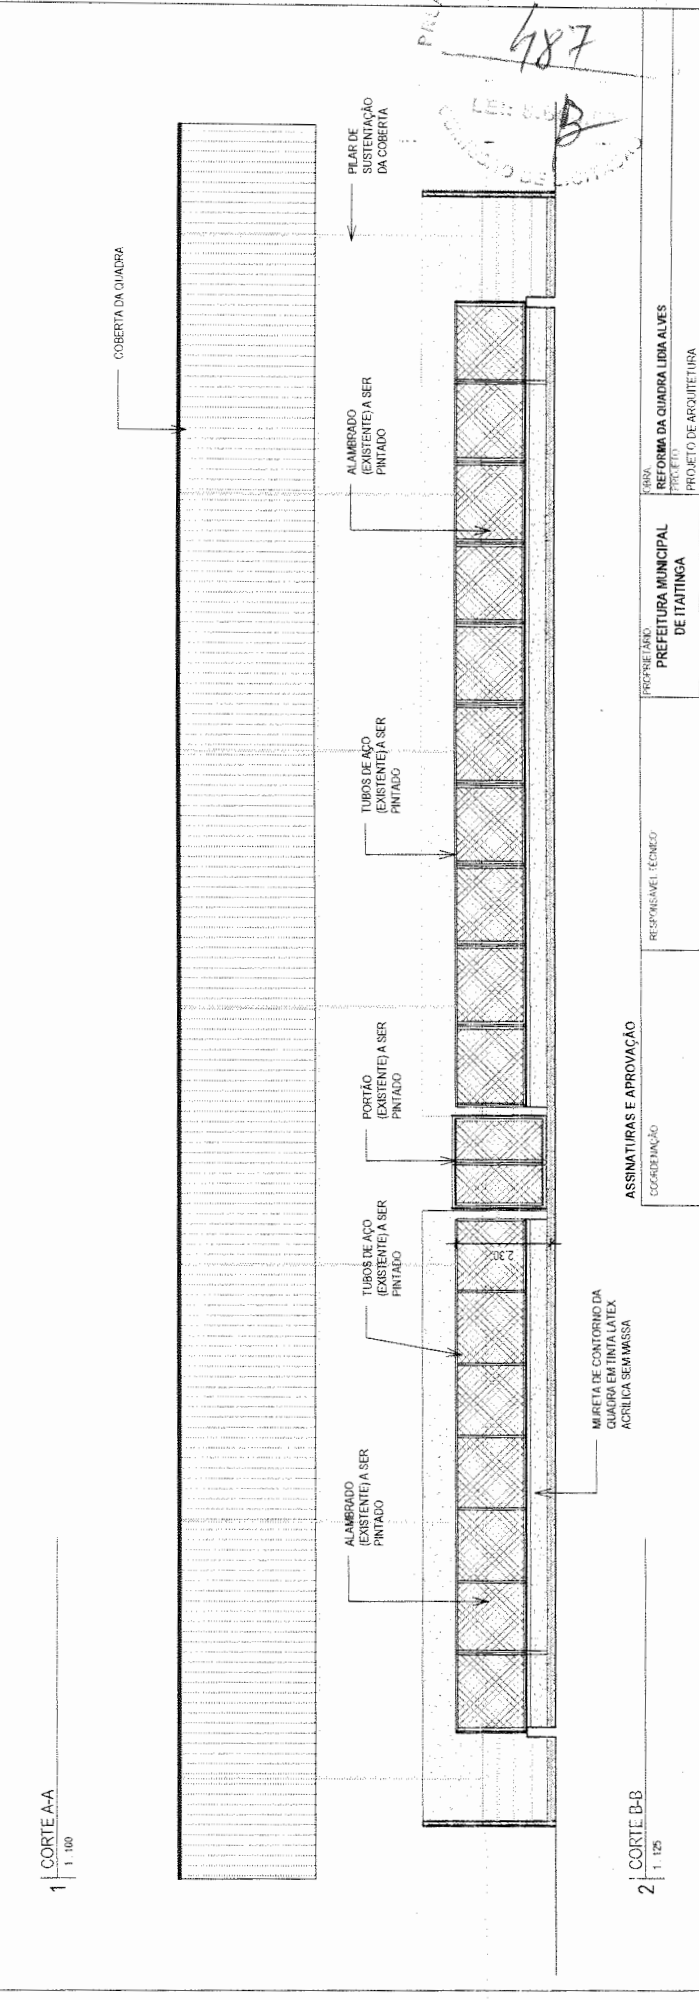 1 CORTE A-A
1 : 100
COBERTA DA QUADRA
PILAR DE
SUSTENTAÇÃO
DA COBERTA
ALAMBRADO
(EXISTENTE) A SER
PINTADO
TUBOS DE AÇO
(EXISTENTE) A SER
PINTADO
PORTÃO
(EXISTENTE) A SER
PINTADO
TUBOS DE AÇO
(EXISTENTE) A SER
PINTADO
ALAMBRADO
(EXISTENTE) A SER
PINTADO
2.30
MURETA DE CONTORNO DA
QUADRA EM TINTA LATEX
ACRÍLICA SEM MASSA
2 CORTE B-B
1 : 125
487
ASSINATURAS E APROVAÇÃO
COORDENAÇÃO
RESPONSÁVEL TÉCNICO
PROPRIETÁRIO
PREFEITURA MUNICIPAL
DE ITAITINGA
OBRA
REFORMA DA QUADRA LIDIA ALVES
PROJETO
PROJETO DE ARQUITETURA